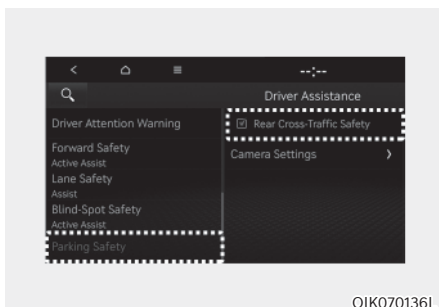 --:--
Driver Assistance
Driver Attention Warning
Forward Safety
Active Assist
Lane Safety
Assist
Blind-Spot Safety
Active Assist
Parking Safety
Rear Cross-Traffic Safety
Camera Settings
OIK070136L